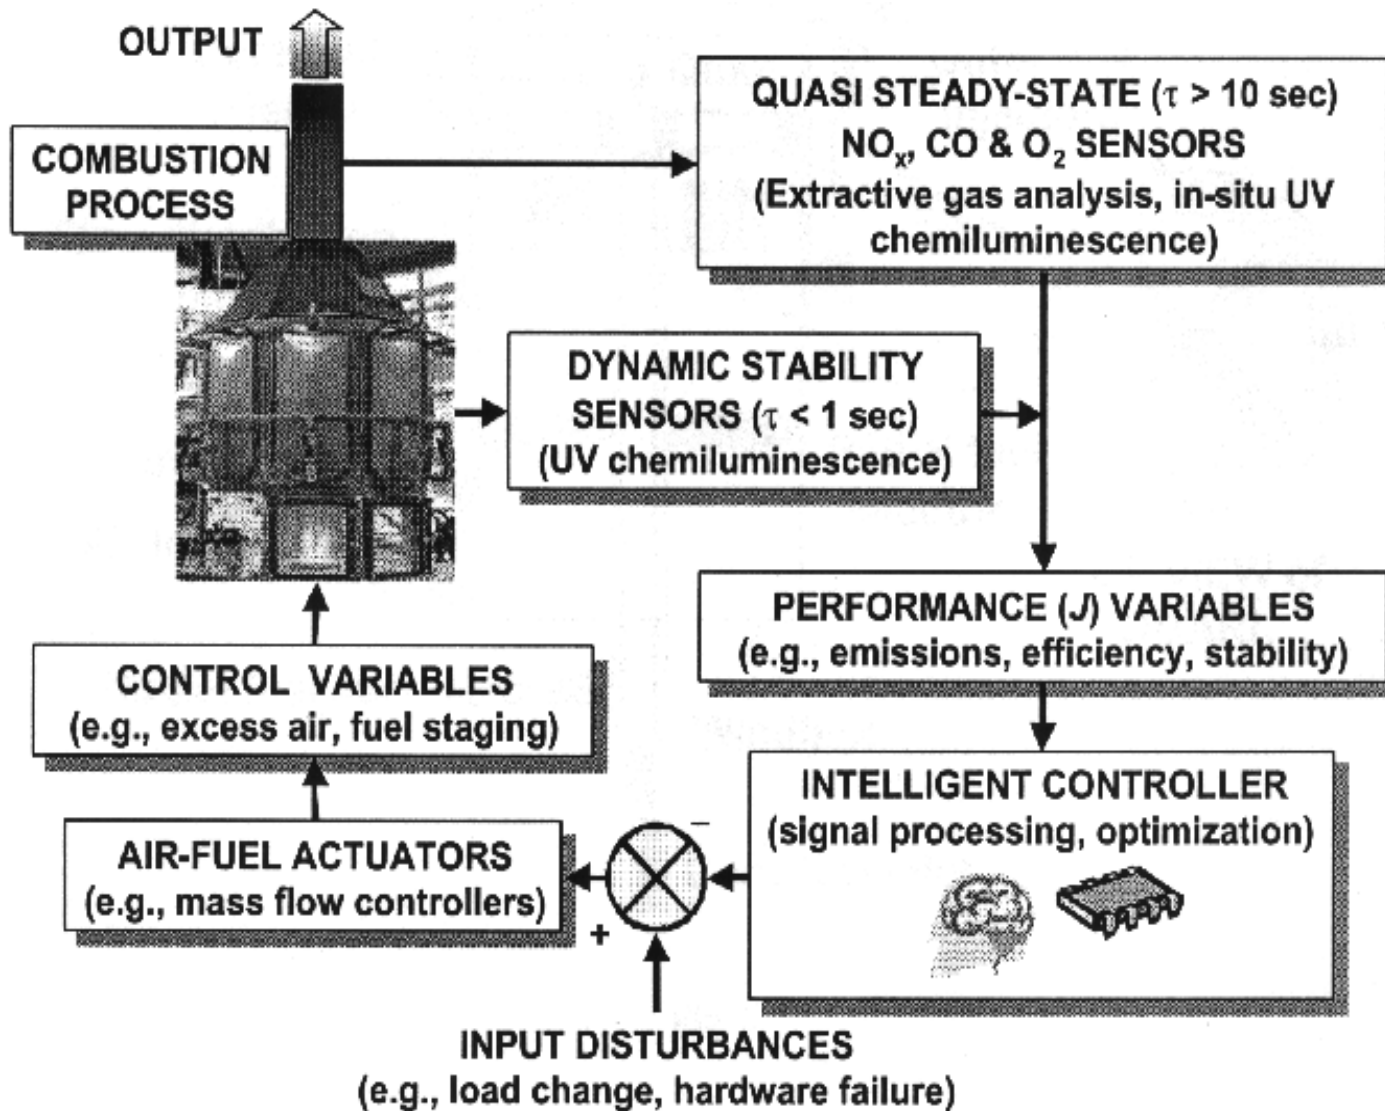 OUTPUT
COMBUSTION
PROCESS
QUASI STEADY-STATE (τ > 10 sec)
NOₓ, CO & O₂ SENSORS
(Extractive gas analysis, in-situ UV
chemiluminescence)
DYNAMIC STABILITY
SENSORS (τ < 1 sec)
(UV chemiluminescence)
PERFORMANCE (J) VARIABLES
(e.g., emissions, efficiency, stability)
CONTROL VARIABLES
(e.g., excess air, fuel staging)
INTELLIGENT CONTROLLER
(signal processing, optimization)
AIR-FUEL ACTUATORS
(e.g., mass flow controllers)
−
+
INPUT DISTURBANCES
(e.g., load change, hardware failure)